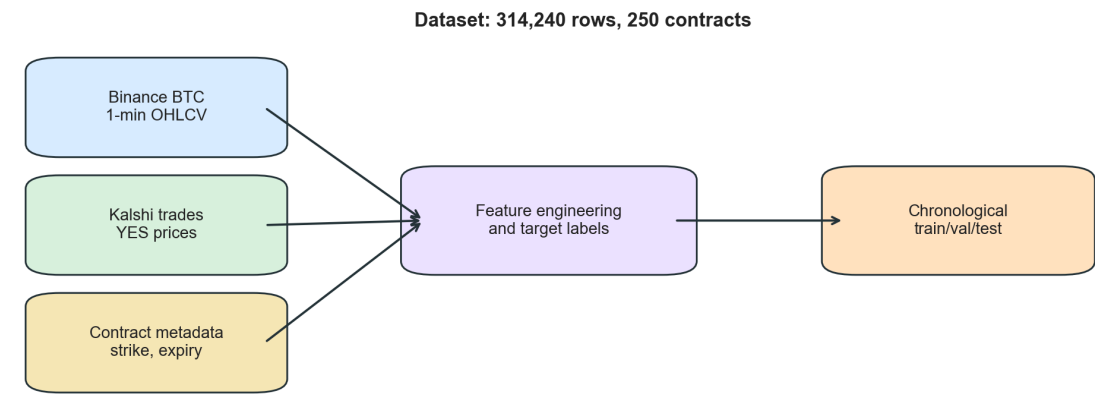 Dataset: 314,240 rows, 250 contracts
Binance BTC
1-min OHLCV
Kalshi trades
YES prices
Contract metadata
strike, expiry
Feature engineering
and target labels
Chronological
train/val/test